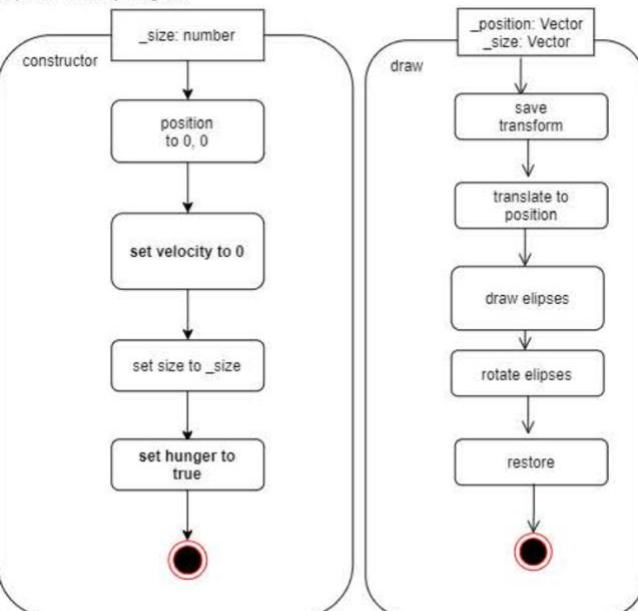 constructor
_size: number
position
to 0, 0
set velocity to 0
set size to _size
set hunger to
true
draw
_position: Vector
_size: Vector
save
transform
translate to
position
draw elipses
rotate elipses
restore